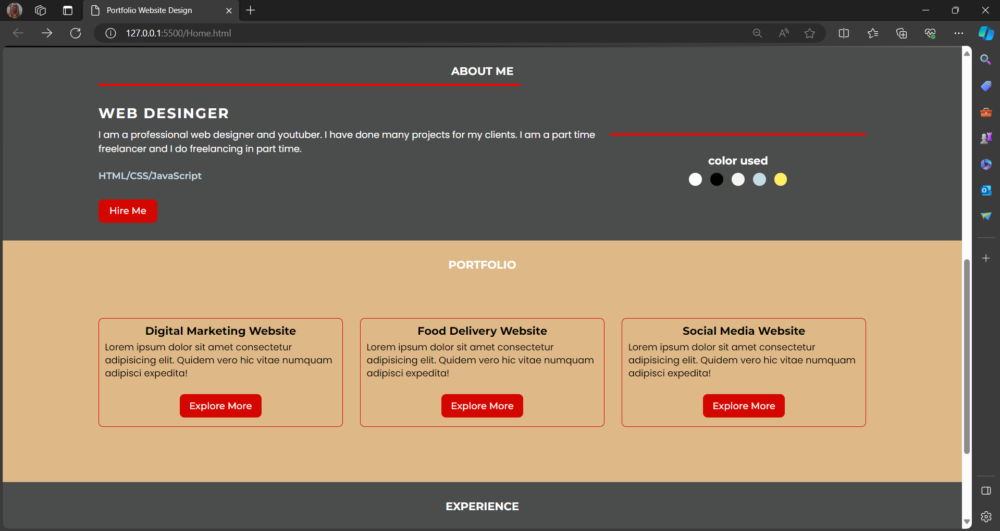 Portfolio Website Design
127.0.0.1:5500/Home.html
ABOUT ME
WEB DESINGER
I am a professional web designer and youtuber. I have done many projects for my clients. I am a part time
freelancer and I do freelancing in part time.
HTML/CSS/JavaScript
Hire Me
color used
PORTFOLIO
Digital Marketing Website
Lorem ipsum dolor sit amet consectetur
adipisicing elit. Quidem vero hic vitae numquam
adipisci expedita!
Explore More
Food Delivery Website
Lorem ipsum dolor sit amet consectetur
adipisicing elit. Quidem vero hic vitae numquam
adipisci expedita!
Explore More
Social Media Website
Lorem ipsum dolor sit amet consectetur
adipisicing elit. Quidem vero hic vitae numquam
adipisci expedita!
Explore More
EXPERIENCE